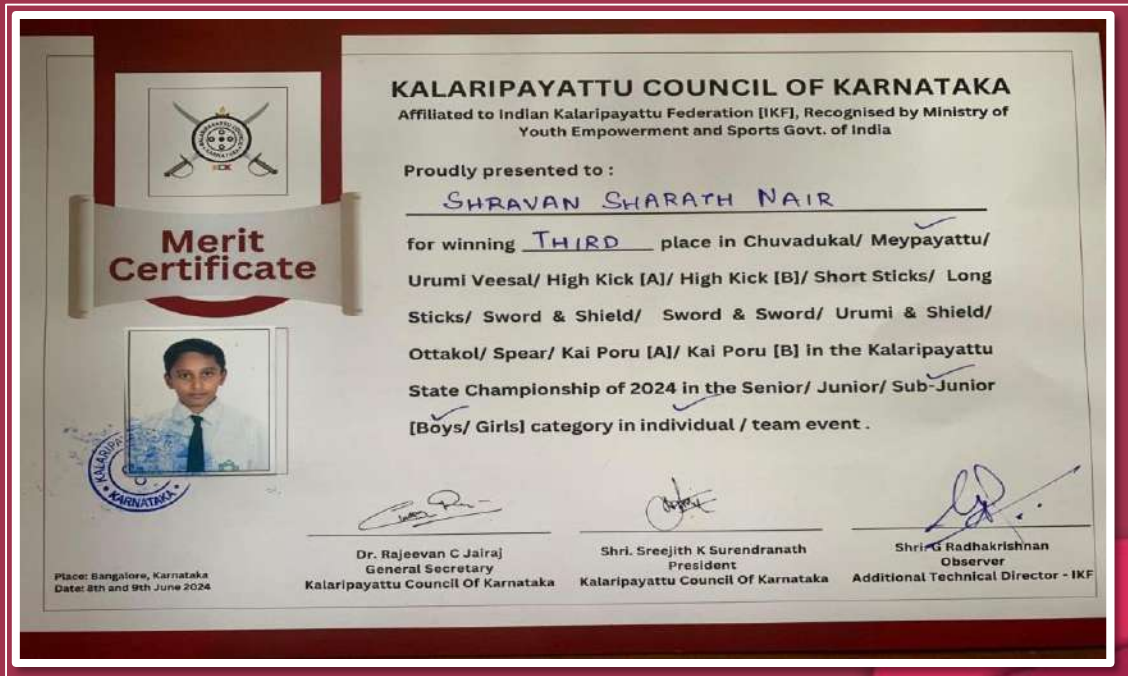 KALARIPAYATTU COUNCIL OF KARNATAKA
Affiliated to Indian Kalaripayattu Federation [IKF], Recognised by Ministry of
Youth Empowerment and Sports Govt. of India
Proudly presented to :
SHRAVAN SHARATH NAIR
for winning THIRD place in Chuvadukal/ Meypayattu/
Urumi Veesal/ High Kick [A]/ High Kick [B]/ Short Sticks/ Long
Sticks/ Sword & Shield/ Sword & Sword/ Urumi & Shield/
Ottakol/ Spear/ Kai Poru [A]/ Kai Poru [B] in the Kalaripayattu
State Championship of 2024 in the Senior/ Junior/ Sub-Junior
[Boys/ Girls] category in individual / team event .
KCK
Merit
Certificate
KARNATAKA
Dr. Rajeevan C Jairaj
General Secretary
Kalaripayattu Council Of Karnataka
Shri. Sreejith K Surendranath
President
Kalaripayattu Council Of Karnataka
Shri. G Radhakrishnan
Observer
Additional Technical Director - IKF
Place: Bangalore, Karnataka
Date: 8th and 9th June 2024